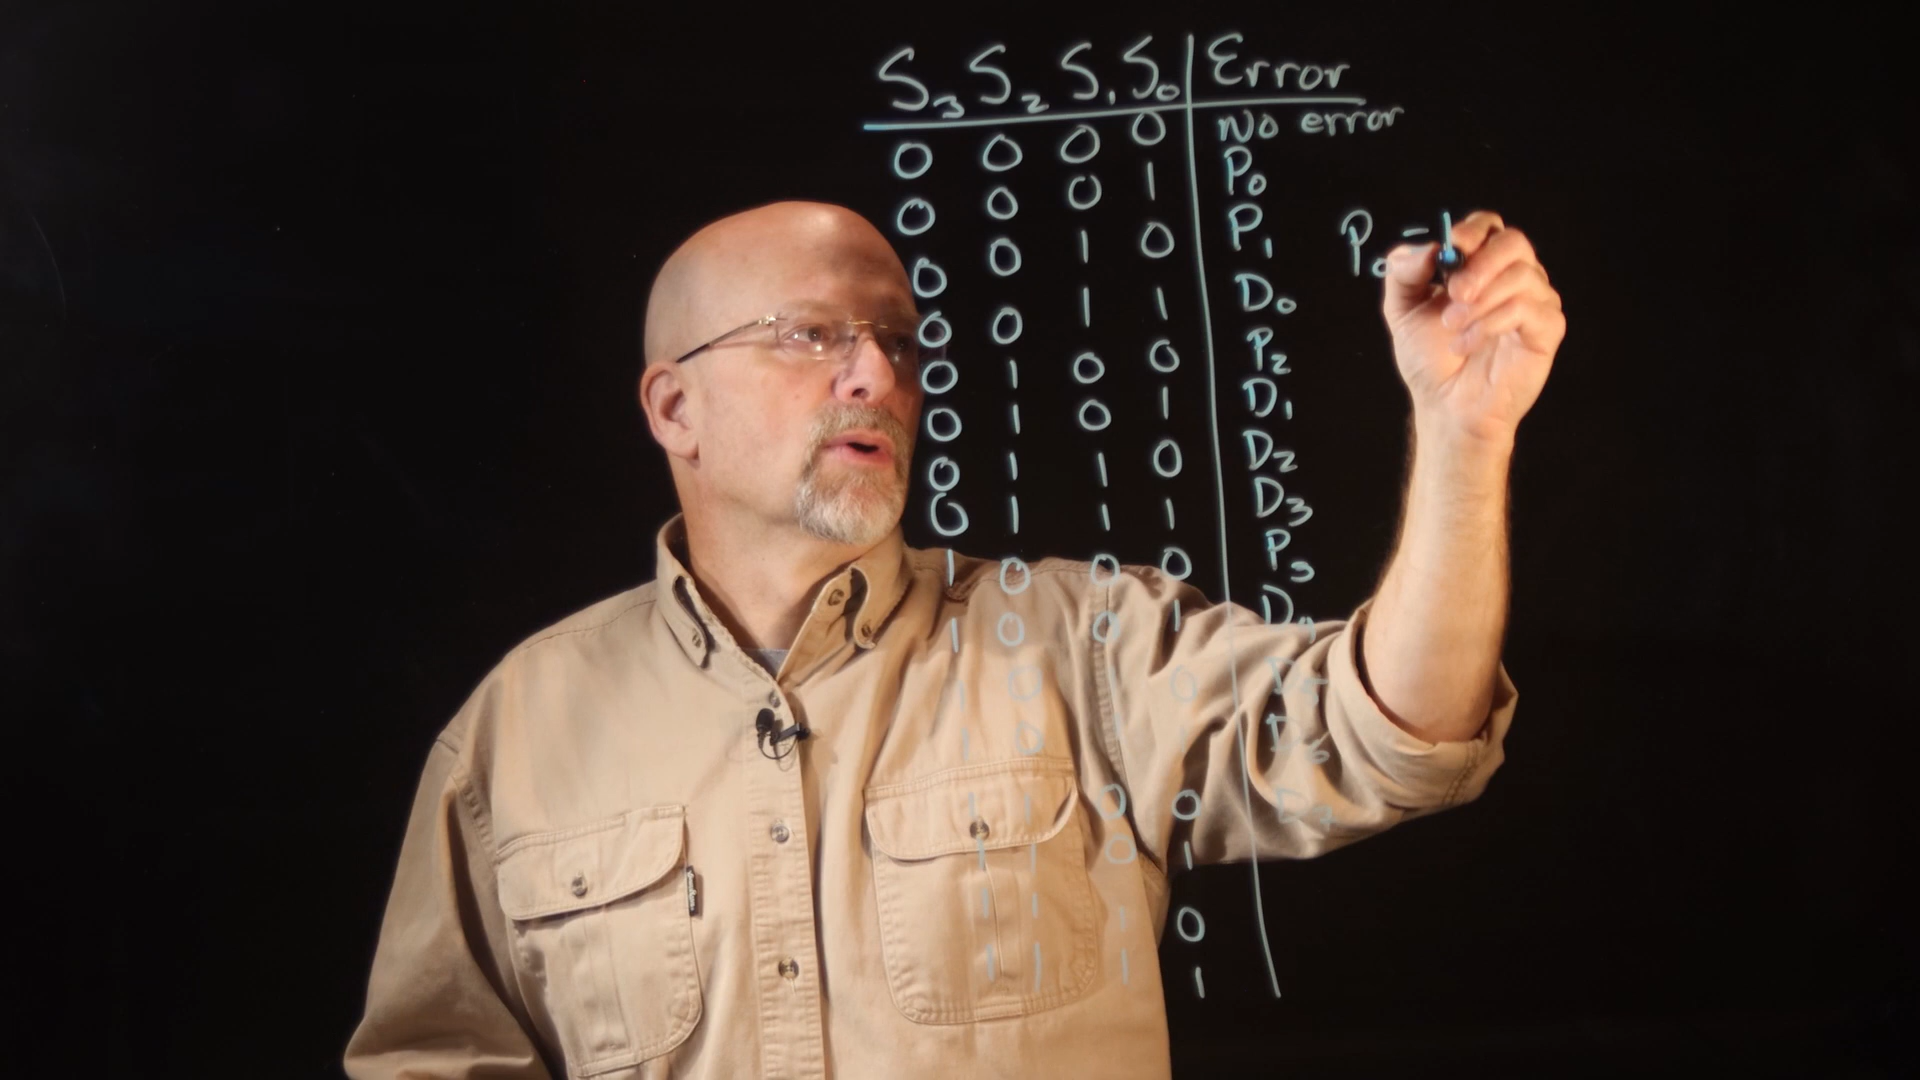 S3 S2 S1 S0 Error
0 0 0 0 No error
0 0 0 1 P0
0 0 1 0 P1
0 0 1 1 D0
0 1 0 0 P2
0 1 0 1 D1
0 1 1 0 D2
0 1 1 1 D3
1 0 0 0 P3
1 0 0 1 D4
1 0 1 0 D5
1 0 1 1 D6
1 1 0 0 D7
1 1 0 1
1 1 1 0
1 1 1 1
P0 =